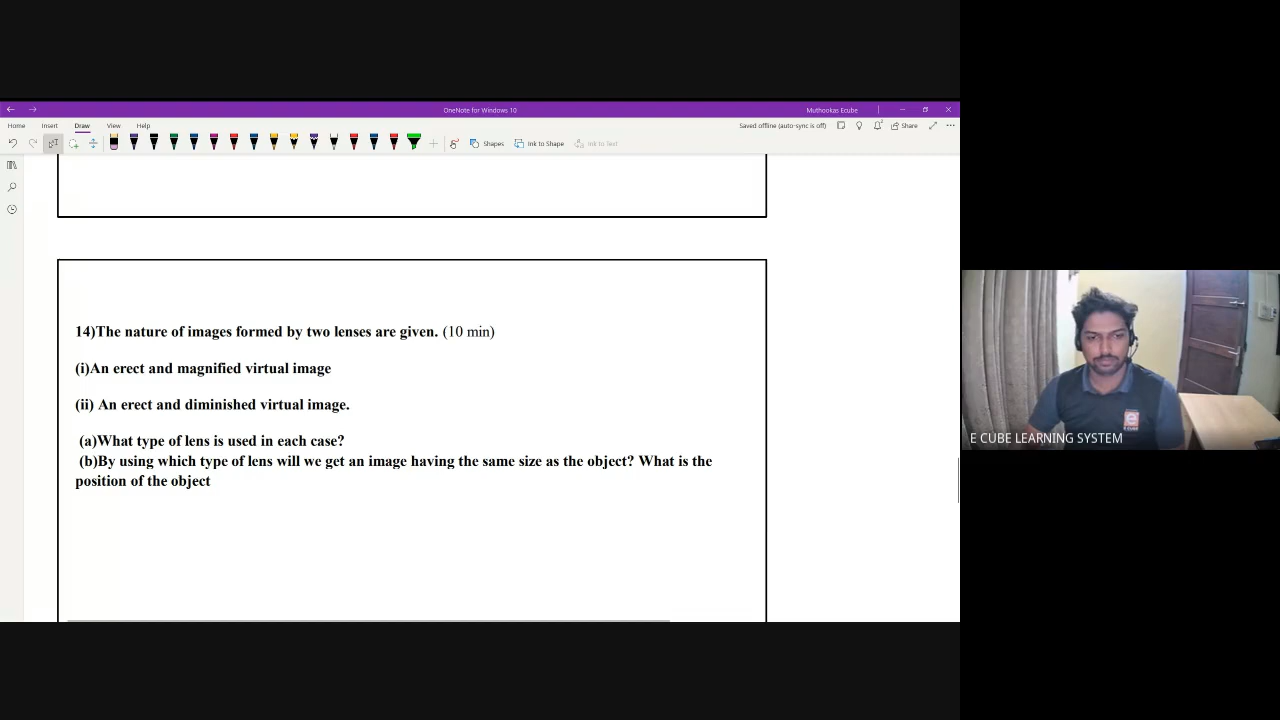 OneNote for Windows 10
Muthookas Ecube
Home Insert Draw View Help
Saved offline (auto-sync is off)
Share
Shapes
Ink to Shape
Ink to Text
14)The nature of images formed by two lenses are given. (10 min)
(i)An erect and magnified virtual image
(ii) An erect and diminished virtual image.
(a)What type of lens is used in each case?
(b)By using which type of lens will we get an image having the same size as the object? What is the
position of the object
E CUBE
E CUBE LEARNING SYSTEM